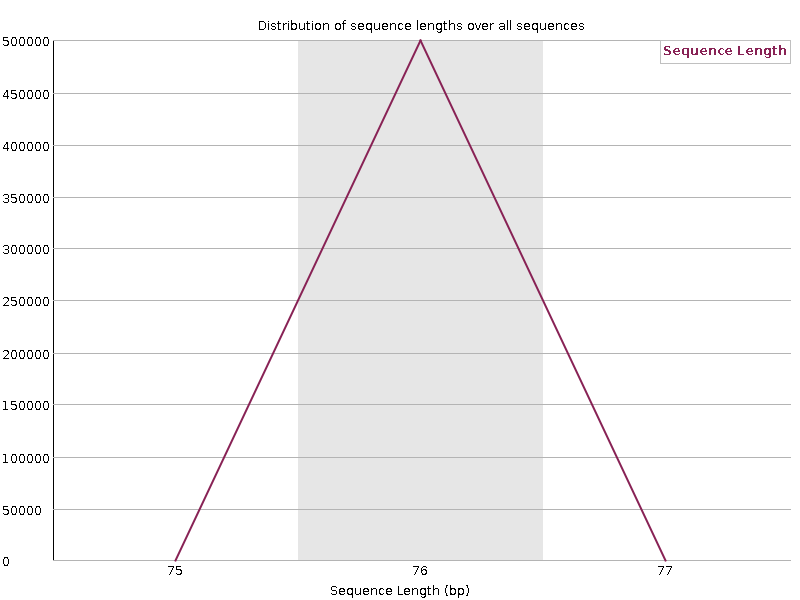 Distribution of sequence lengths over all sequences
Sequence Length
500000
450000
400000
350000
300000
250000
200000
150000
100000
50000
0
75 76 77
Sequence Length (bp)